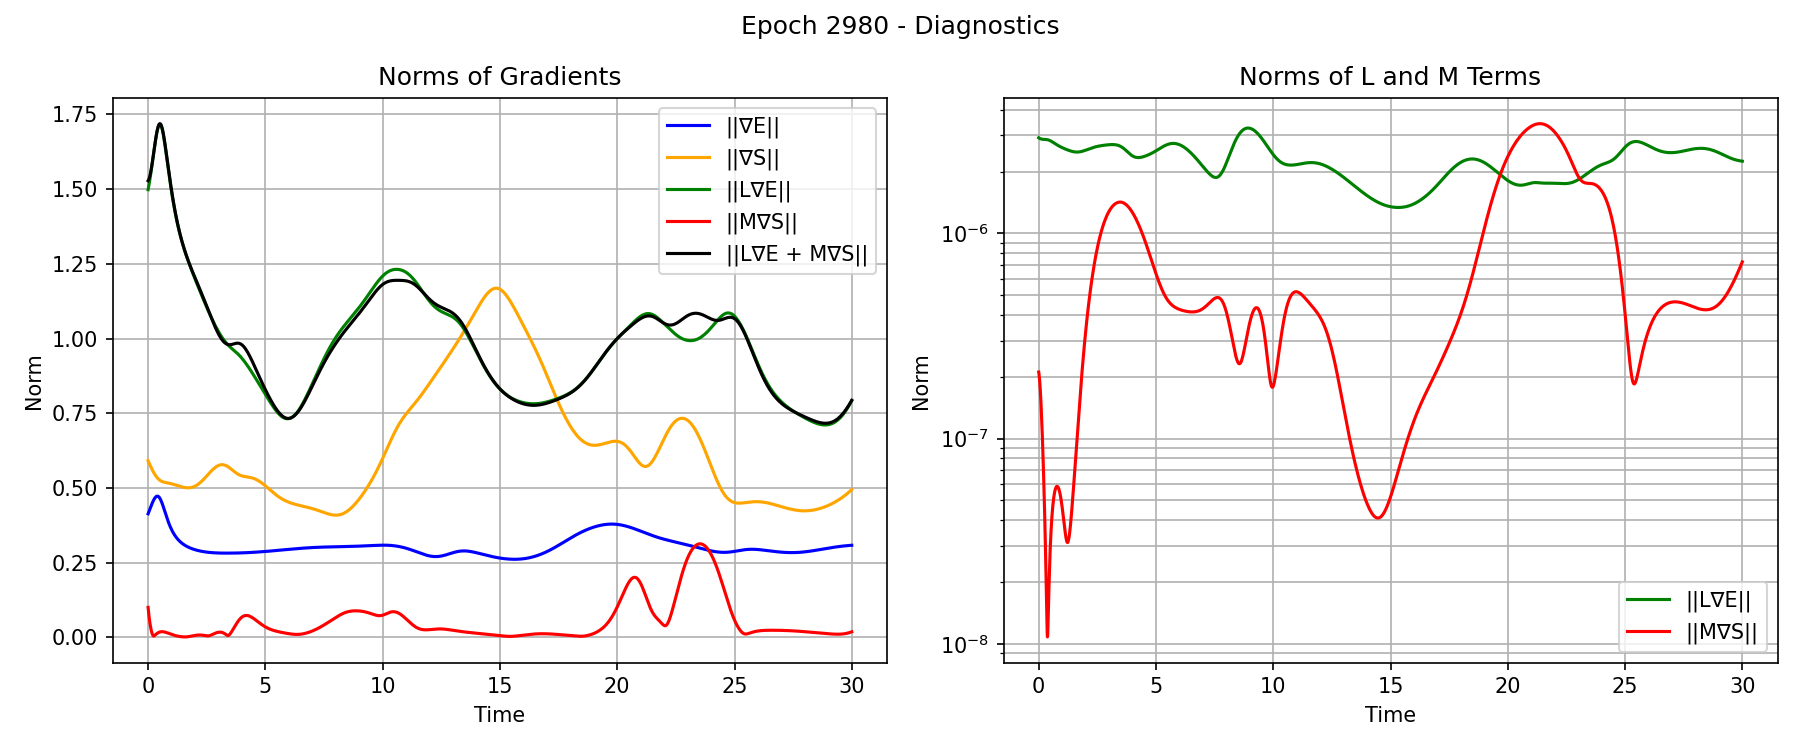 Epoch 2980 - Diagnostics
Norms of Gradients
Norm
1.75
1.50
1.25
1.00
0.75
0.50
0.25
0.00
0 5 10 15 20 25 30
Time
||∇E||
||∇S||
||L∇E||
||M∇S||
||L∇E + M∇S||
Norms of L and M Terms
Norm
10⁻⁶
10⁻⁷
10⁻⁸
0 5 10 15 20 25 30
Time
||L∇E||
||M∇S||